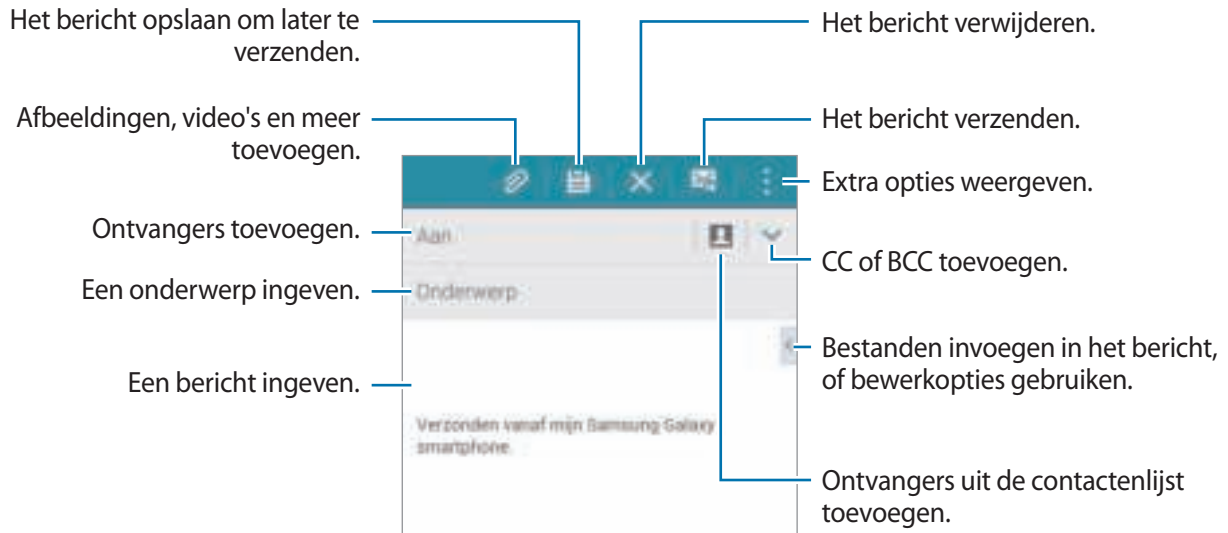 Het bericht opslaan om later te
verzenden.
Afbeeldingen, video's en meer
toevoegen.
Ontvangers toevoegen.
Een onderwerp ingeven.
Een bericht ingeven.
Aan
Onderwerp
Verzonden vanaf mijn Samsung Galaxy
smartphone.
Het bericht verwijderen.
Het bericht verzenden.
Extra opties weergeven.
CC of BCC toevoegen.
Bestanden invoegen in het bericht,
of bewerkopties gebruiken.
Ontvangers uit de contactenlijst
toevoegen.